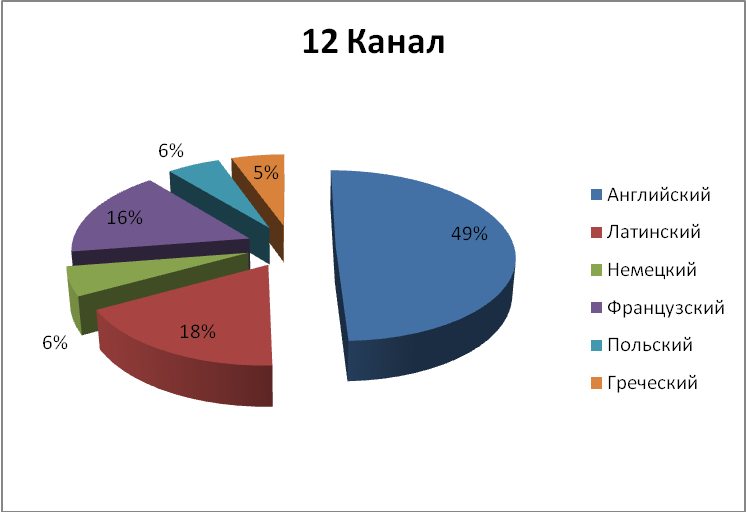 12 Канал
49%
18%
6%
16%
6%
5%
Английский
Латинский
Немецкий
Французский
Польский
Греческий